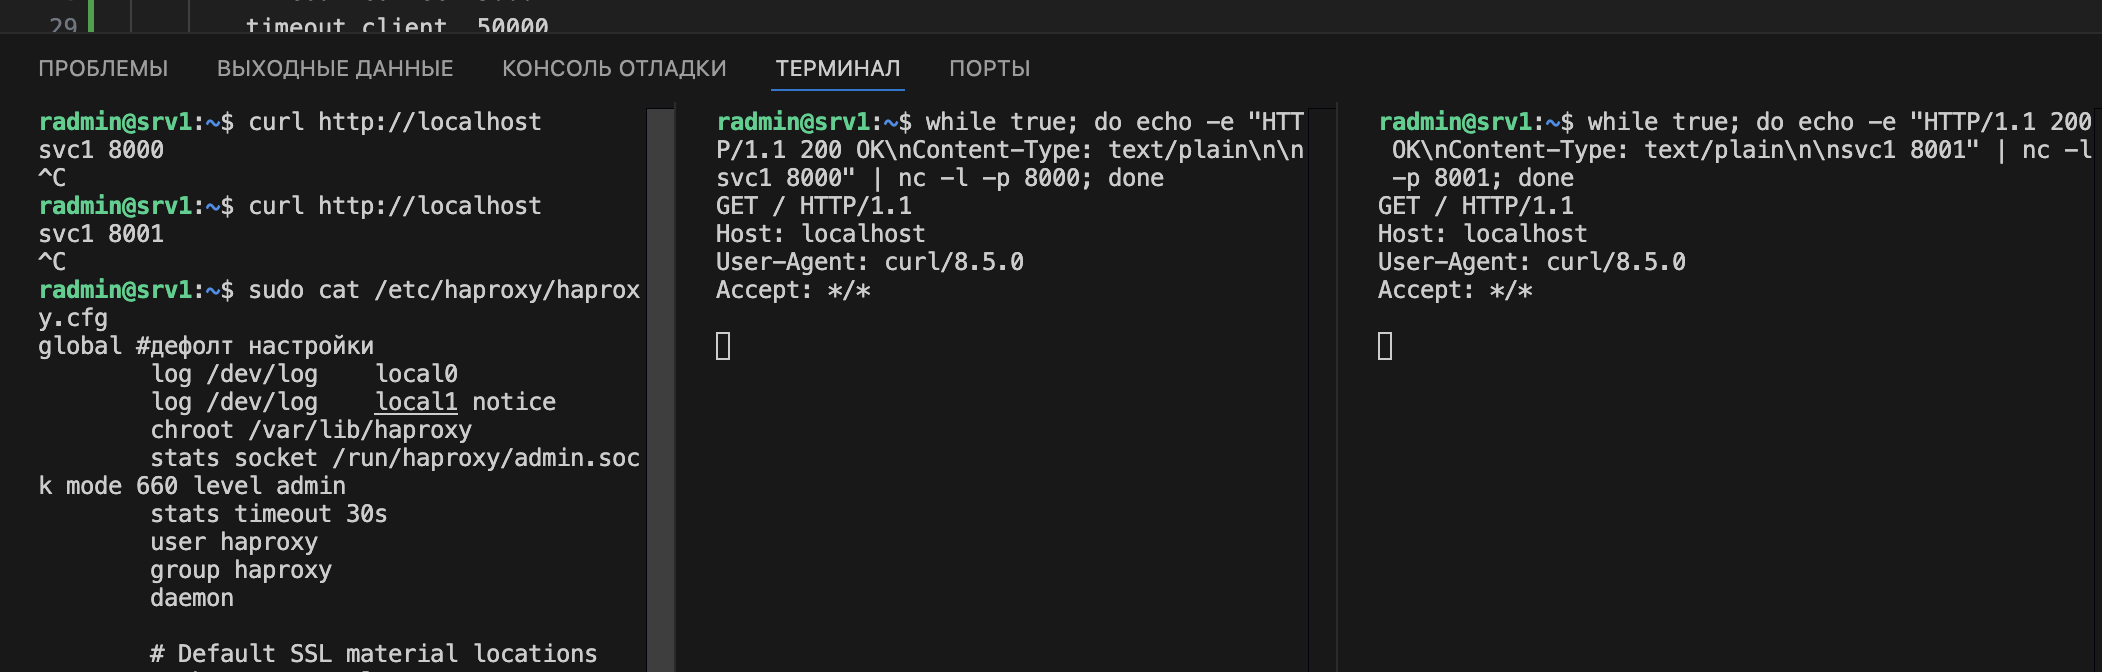 29 timeout client 50000
ПРОБЛЕМЫ ВЫХОДНЫЕ ДАННЫЕ КОНСОЛЬ ОТЛАДКИ ТЕРМИНАЛ ПОРТЫ
radmin@srv1:~$ curl http://localhost
svc1 8000
^C
radmin@srv1:~$ curl http://localhost
svc1 8001
^C
radmin@srv1:~$ sudo cat /etc/haproxy/haprox
y.cfg
global #дефолт настройки
log /dev/log local0
log /dev/log local1 notice
chroot /var/lib/haproxy
stats socket /run/haproxy/admin.soc
k mode 660 level admin
stats timeout 30s
user haproxy
group haproxy
daemon
# Default SSL material locations
radmin@srv1:~$ while true; do echo -e "HTT
P/1.1 200 OK\nContent-Type: text/plain\n\n
svc1 8000" | nc -l -p 8000; done
GET / HTTP/1.1
Host: localhost
User-Agent: curl/8.5.0
Accept: */*
radmin@srv1:~$ while true; do echo -e "HTTP/1.1 200
OK\nContent-Type: text/plain\n\nsvc1 8001" | nc -l
-p 8001; done
GET / HTTP/1.1
Host: localhost
User-Agent: curl/8.5.0
Accept: */*